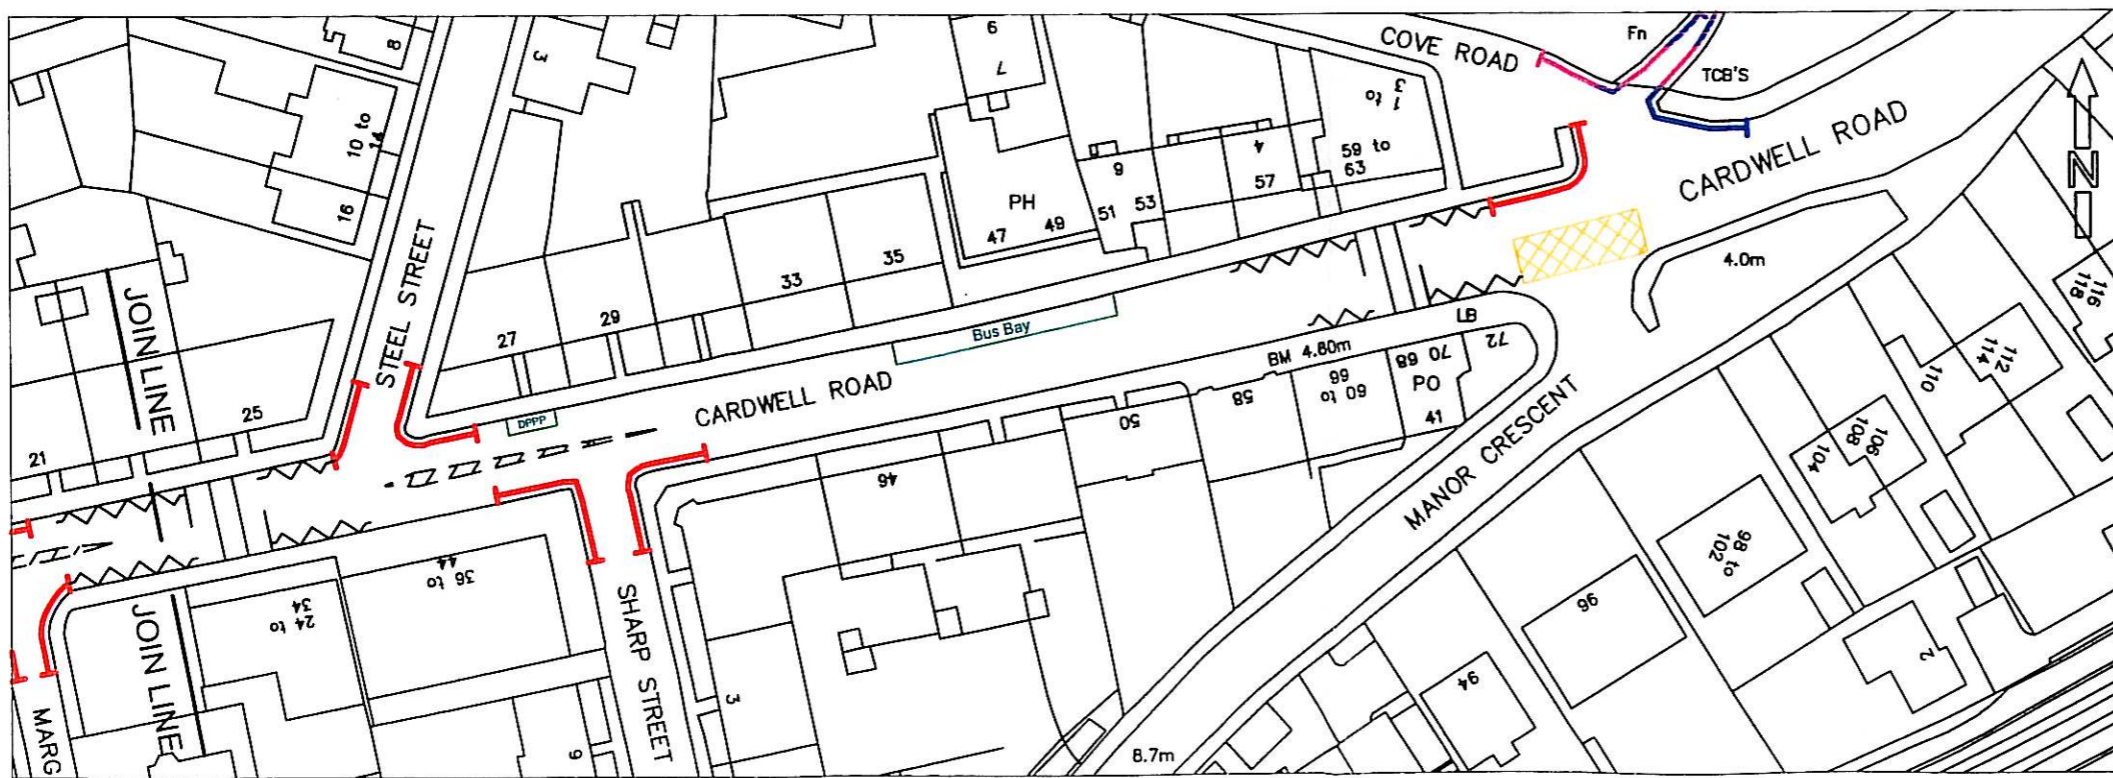 COVE ROAD
Fn
TCB'S
CARDWELL ROAD
N
8
3
6
7
10 to
14
16
1 to
3
59 to
63
4
57
9
53
51
PH
47
49
35
33
29
27
25
21
STEEL STREET
JOIN LINE
Bus Bay
DPPP
CARDWELL ROAD
4.0m
LB
72
BM 4.60m
70 68
PO
41
60 to
66
58
50
46
MANOR CRESCENT
116
118
112
114
110
106
108
104
98 to
102
96
94
2
36 to
44
24 to
34
JOIN LINE
MARG
SHARP STREET
3
9
8.7m